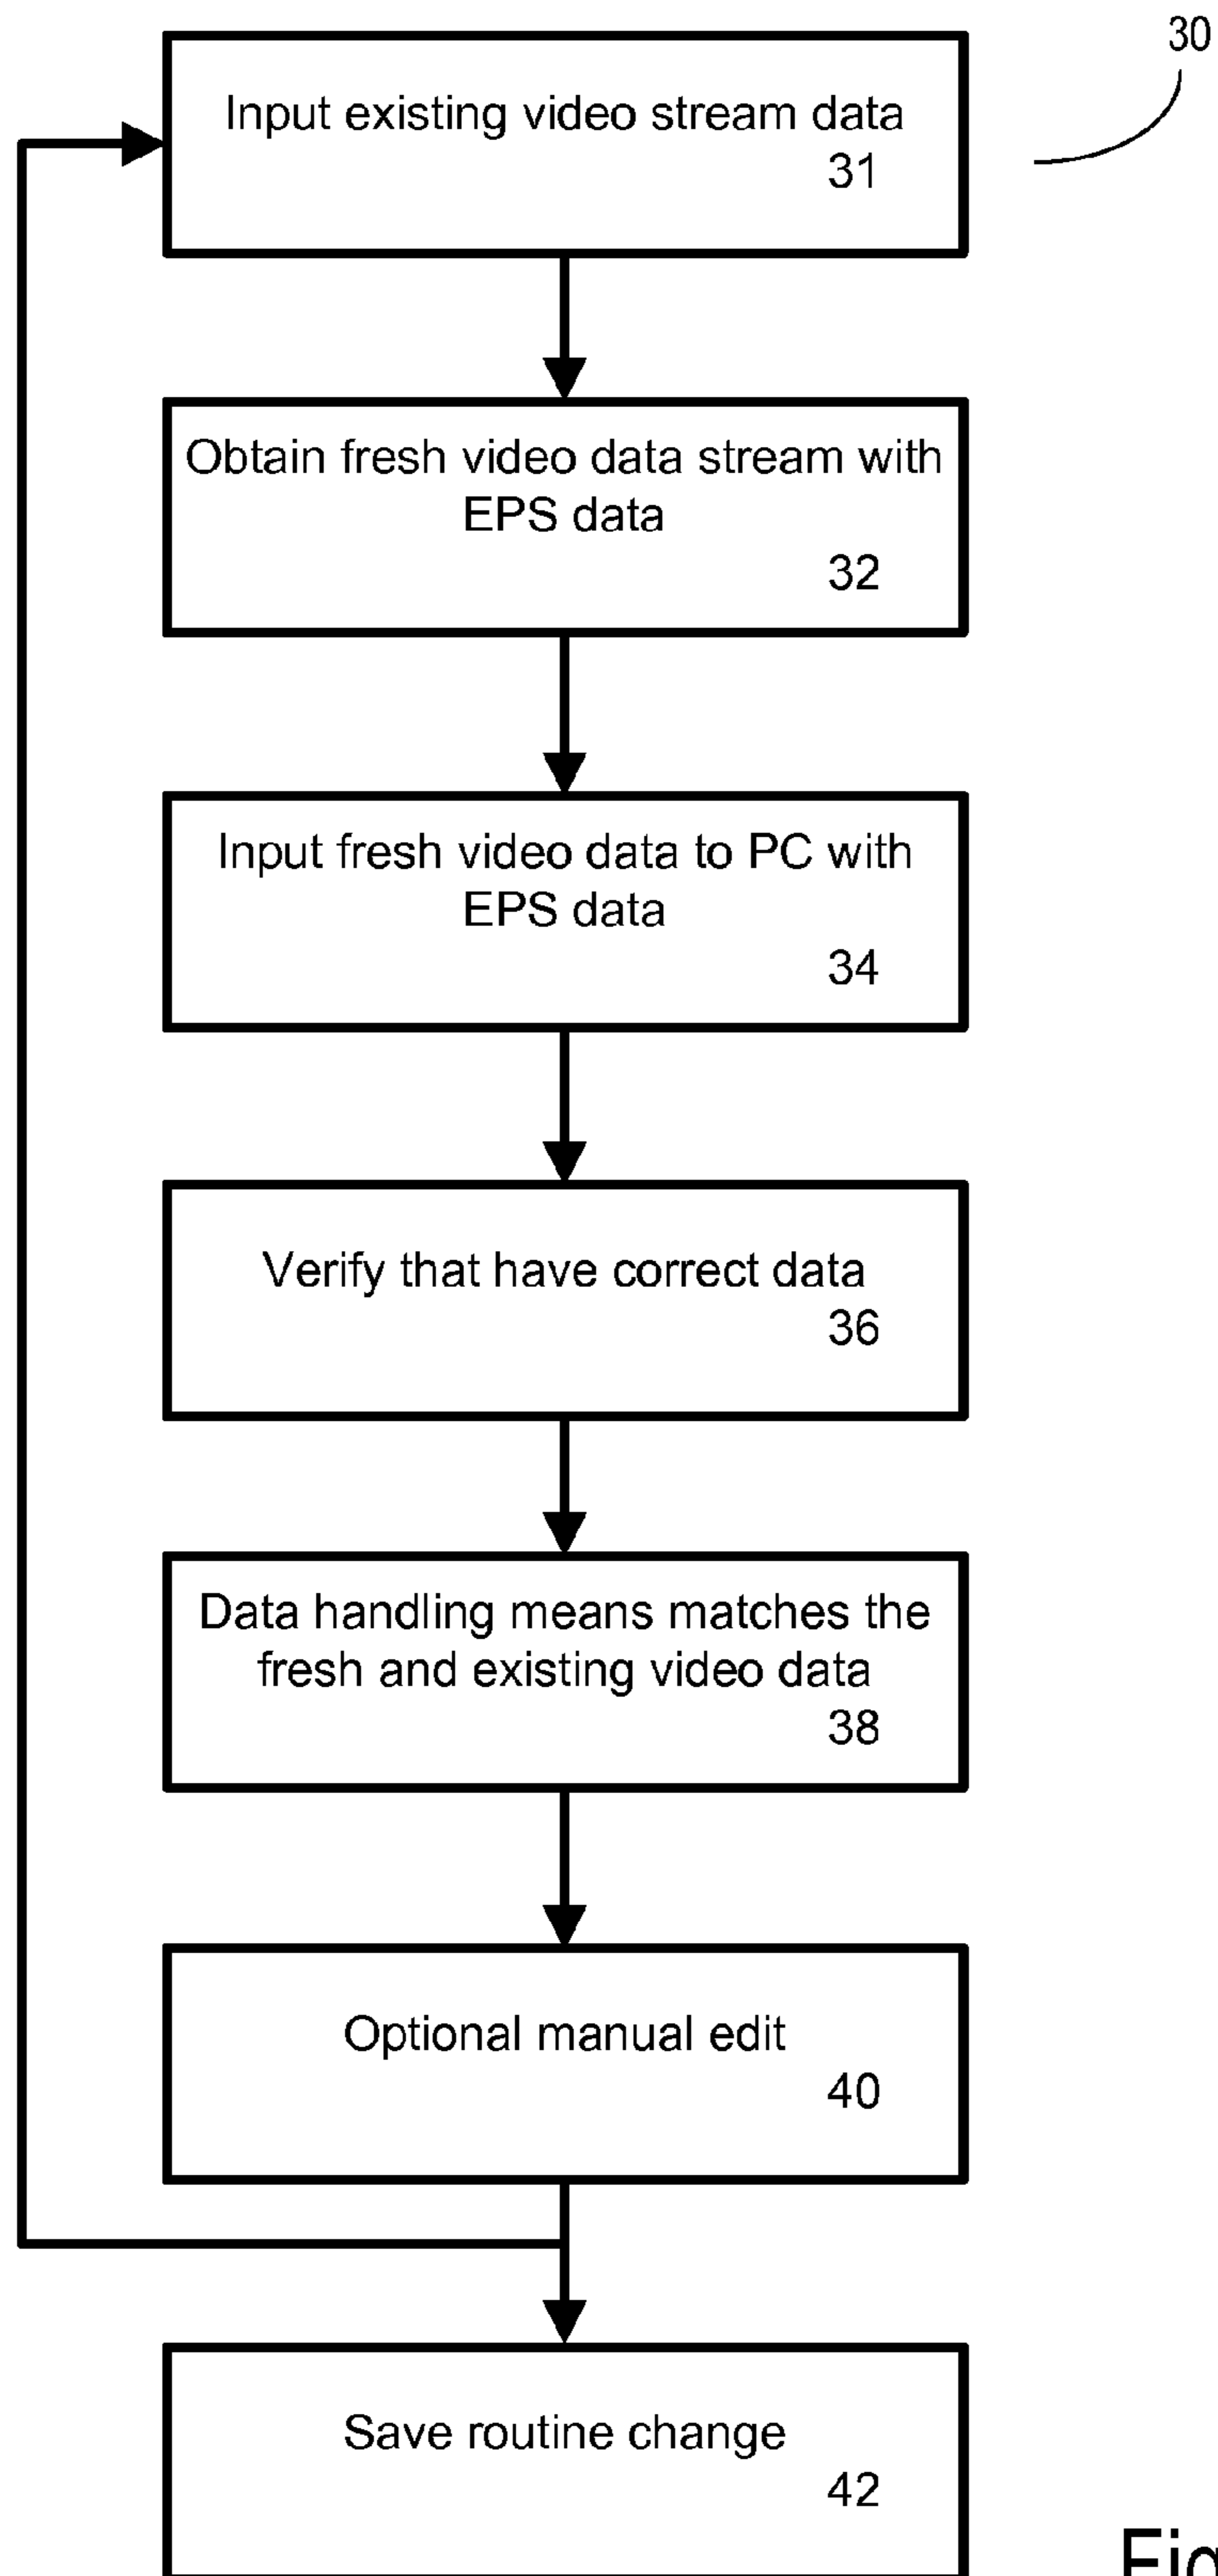 30
Input existing video stream data
31
Obtain fresh video data stream with
EPS data
32
Input fresh video data to PC with
EPS data
34
Verify that have correct data
36
Data handling means matches the
fresh and existing video data
38
Optional manual edit
40
Save routine change
42
Fig